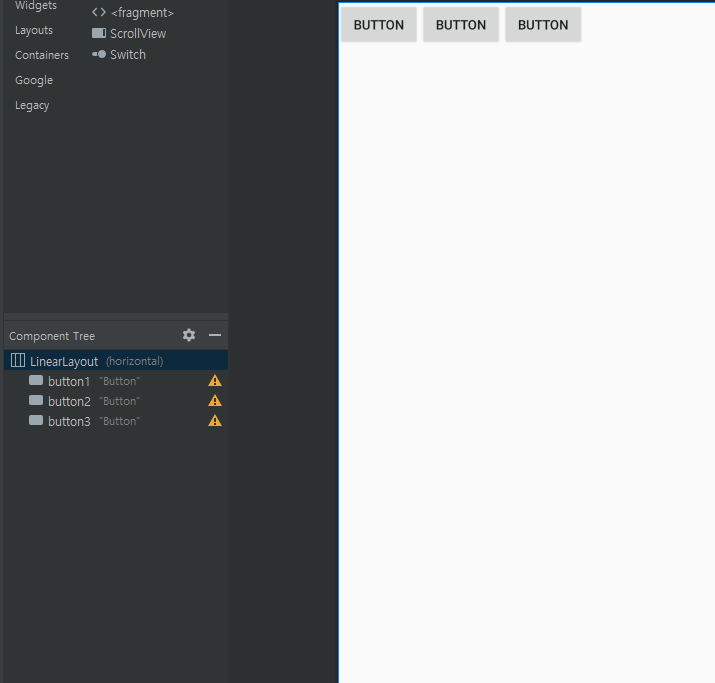 Widgets
Layouts
Containers
Google
Legacy
<fragment>
ScrollView
Switch
BUTTON BUTTON BUTTON
Component Tree
LinearLayout (horizontal)
button1 "Button"
button2 "Button"
button3 "Button"